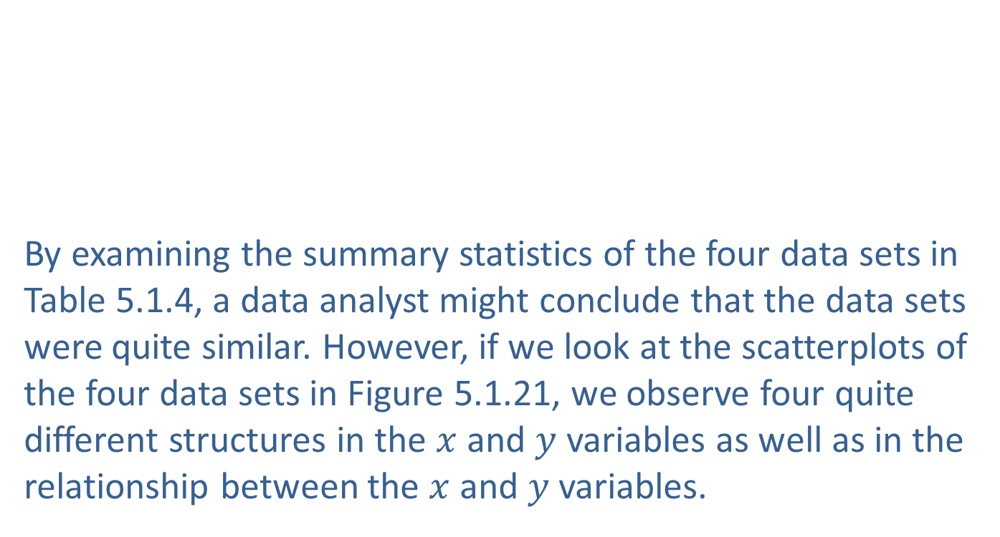 By examining the summary statistics of the four data sets in
Table 5.1.4, a data analyst might conclude that the data sets
were quite similar. However, if we look at the scatterplots of
the four data sets in Figure 5.1.21, we observe four quite
different structures in the x and y variables as well as in the
relationship between the x and y variables.